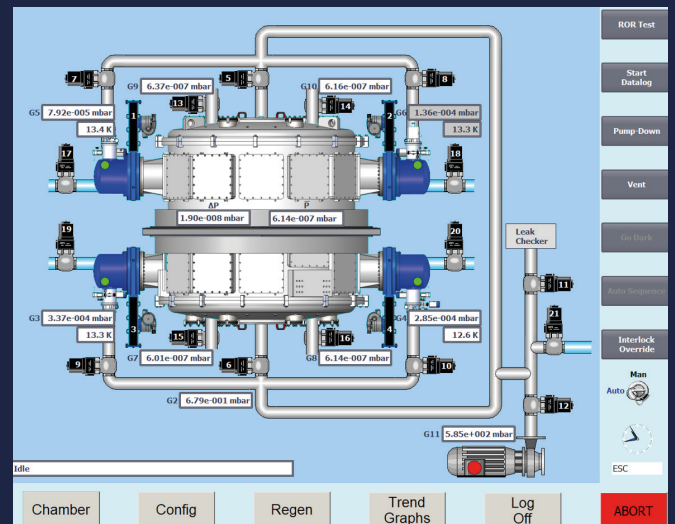 ROR Test
Start
Datalog
Pump-Down
Vent
Go Dark
Auto Sequence
Interlock
Override
Man
Auto
ESC
7
5
8
G9 6.37e-007 mbar
G10 6.16e-007 mbar
13
14
G5 7.92e-005 mbar
13.4 K
1
2
G6 1.36e-004 mbar
13.3 K
17
18
ΔP
P
1.90e-008 mbar
6.14e-007 mbar
Leak
Checker
19
20
11
21
G3 3.37e-004 mbar
13.3 K
3
4
G4 2.85e-004 mbar
12.6 K
15
16
G7 6.01e-007 mbar
G8 6.14e-007 mbar
9
6
10
12
G2 6.79e-001 mbar
G11 5.85e+002 mbar
Idle
Chamber
Config
Regen
Trend
Graphs
Log
Off
ABORT